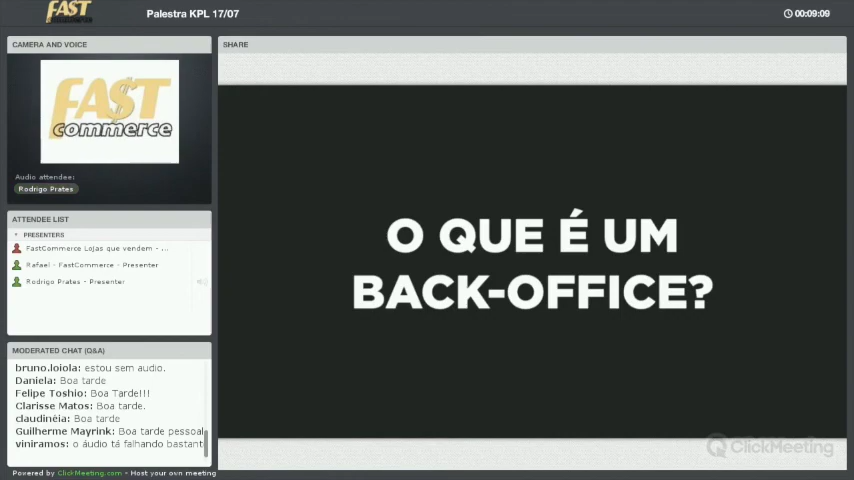 FA$T
commerce
Palestra KPL 17/07
00:09:09
CAMERA AND VOICE
SHARE
FA$T
commerce
Audio attendee:
Rodrigo Prates
ATTENDEE LIST
PRESENTERS
FastCommerce Lojas que vendem - ...
Rafael - FastCommerce - Presenter
Rodrigo Prates - Presenter
MODERATED CHAT (Q&A)
bruno.loiola: estou sem audio.
Daniela: Boa tarde
Felipe Toshio: Boa Tarde!!!
Clarisse Matos: Boa tarde.
claudinéia: Boa tarde
Guilherme Mayrink: Boa tarde pessoal
viniramos: o áudio tá falhando bastant
O QUE É UM
BACK-OFFICE?
ClickMeeting
Powered by ClickMeeting.com - Host your own meeting